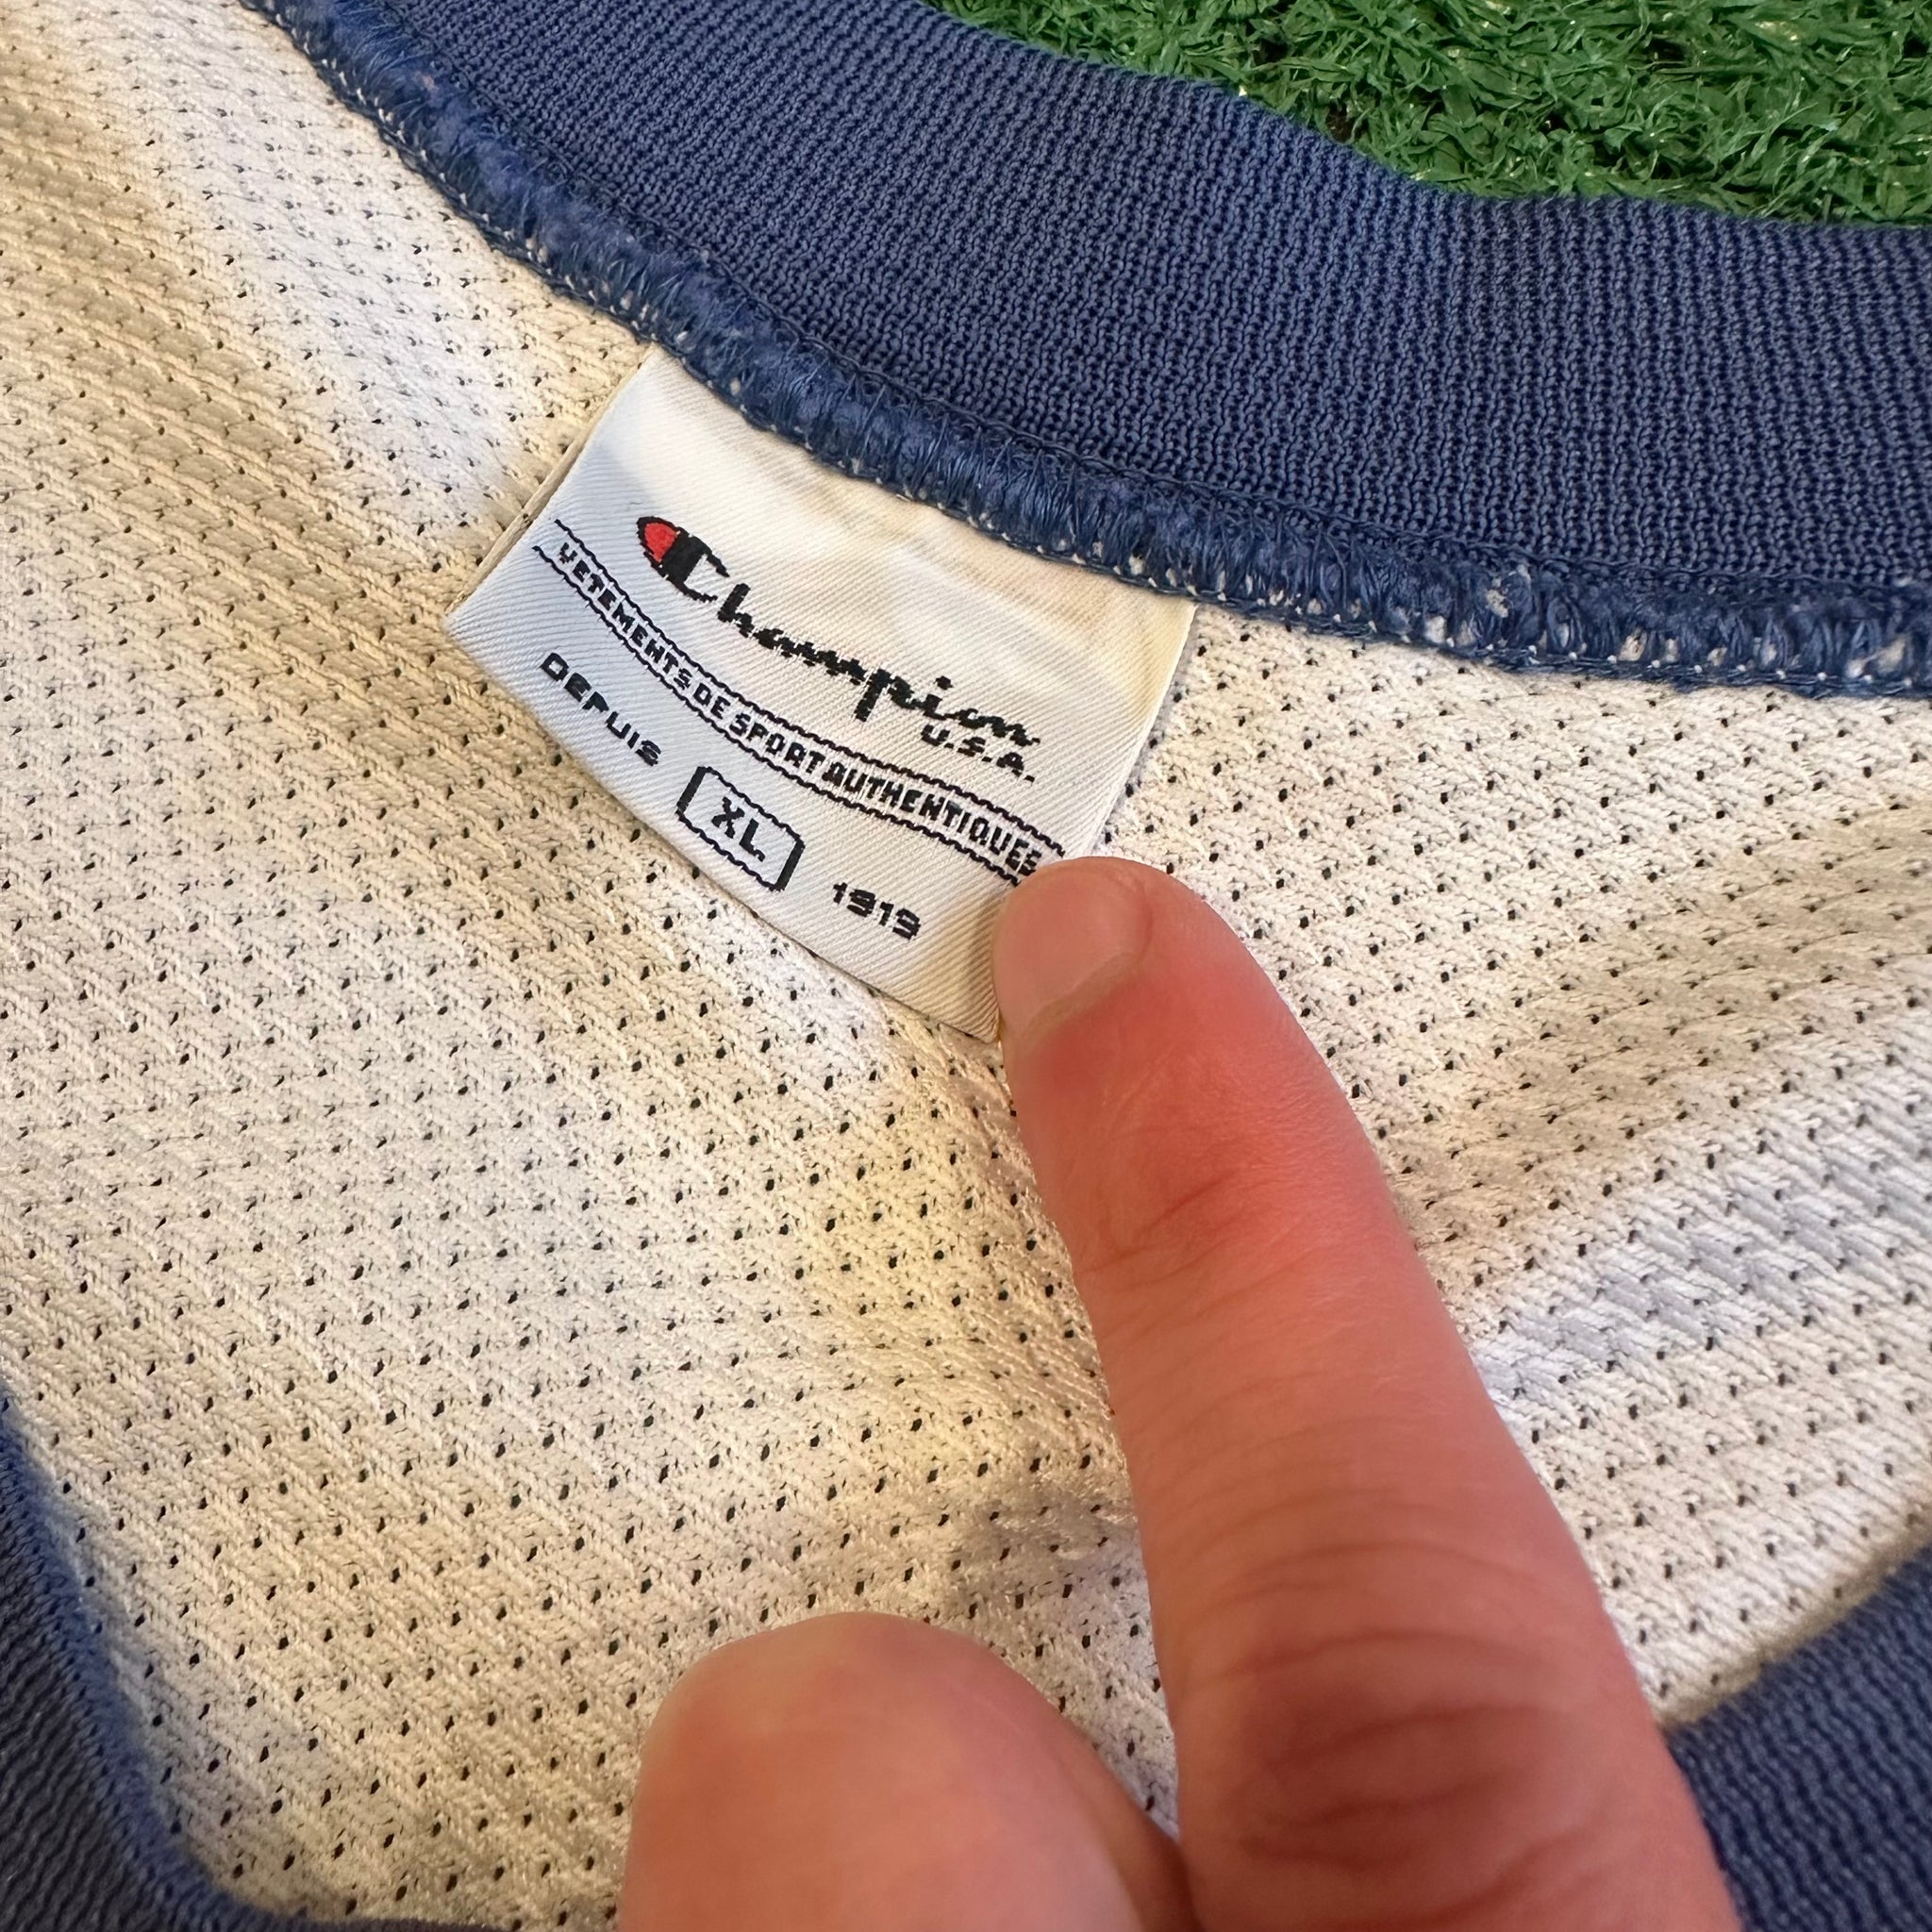 Champion
U.S.A.
VETEMENTS DE SPORT AUTHENTIQUES
DEPUIS XL 1919